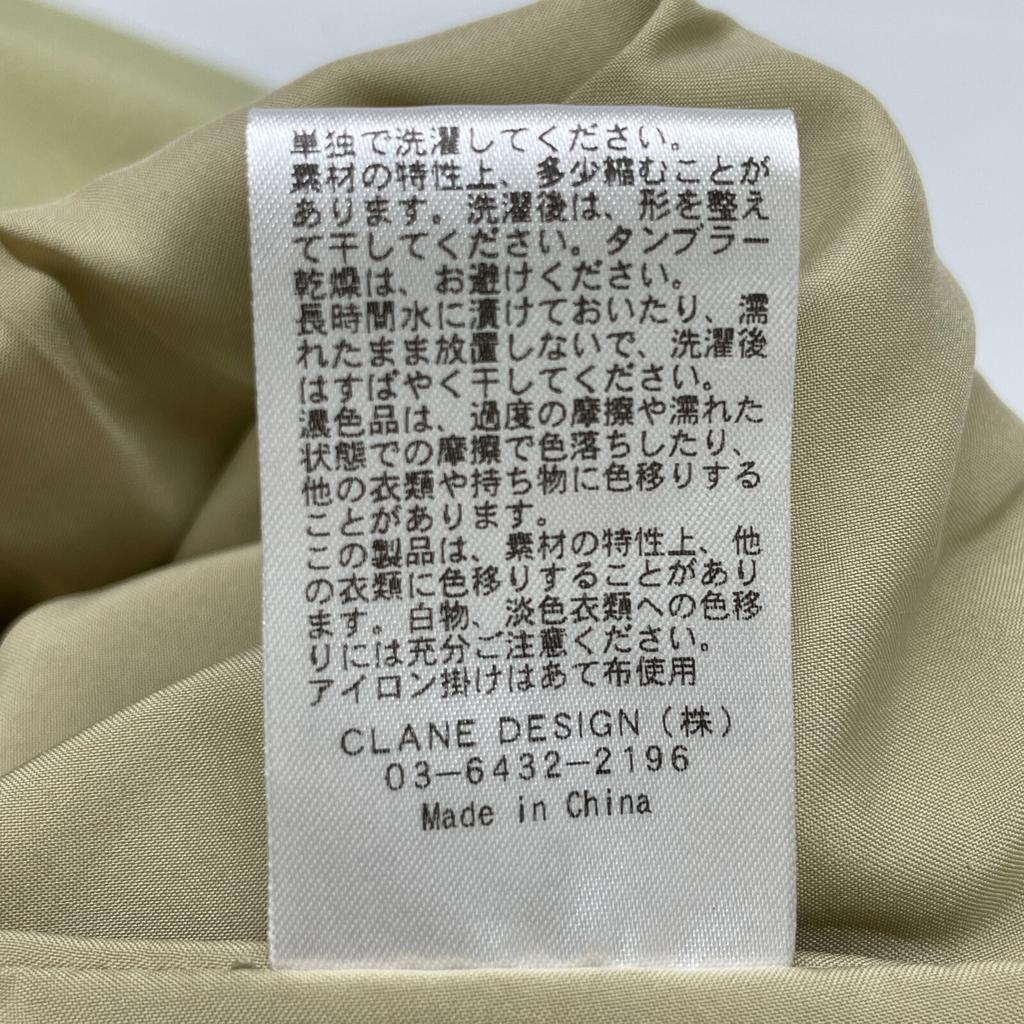 単独で洗濯してください。
素材の特性上、多少縮むことが
あります。洗濯後は、形を整え
て干してください。タンブラー
乾燥は、お避けください。
長時間水に漬けておいたり、濡
れたまま放置しないで、洗濯後
はすばやく干してください。
濃色品は、過度の摩擦や濡れた
状態での摩擦で色落ちしたり、
他の衣類や持ち物に色移りする
ことがあります。
この製品は、素材の特性上、他
の衣類に色移りすることがあり
ます。白物、淡色衣類への色移
りには充分ご注意ください。
アイロン掛けはあて布使用
CLANE DESIGN（株）
03-6432-2196
Made in China